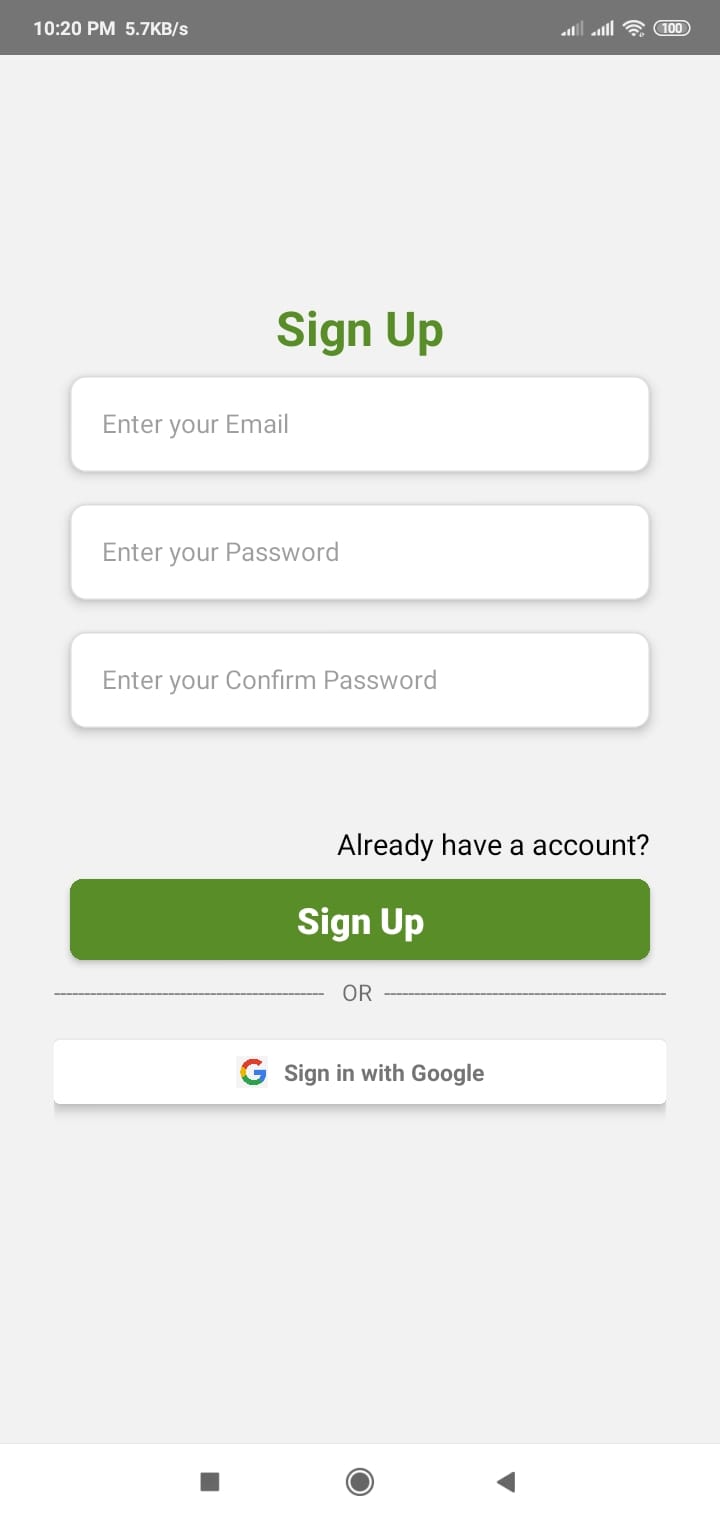 10:20 PM 5.7KB/s 100
Sign Up
Enter your Email
Enter your Password
Enter your Confirm Password
Already have a account?
Sign Up
OR
Sign in with Google